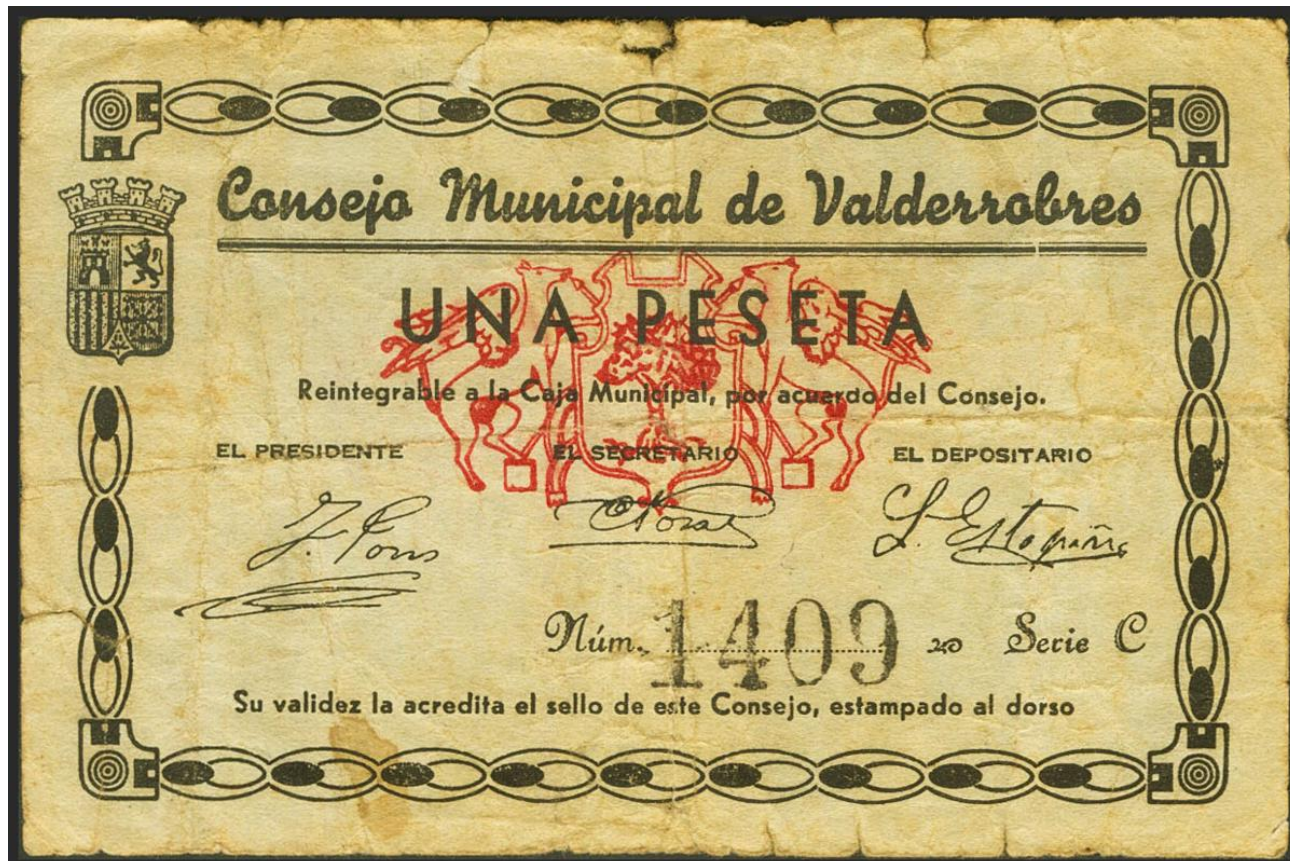 Consejo Municipal de Valderrobres
UNA PESETA
Reintegrable a la Caja Municipal, por acuerdo del Consejo.
EL PRESIDENTE EL SECRETARIO EL DEPOSITARIO
J. Pons
Núm. 1409 Serie C
Su validez la acredita el sello de este Consejo, estampado al dorso